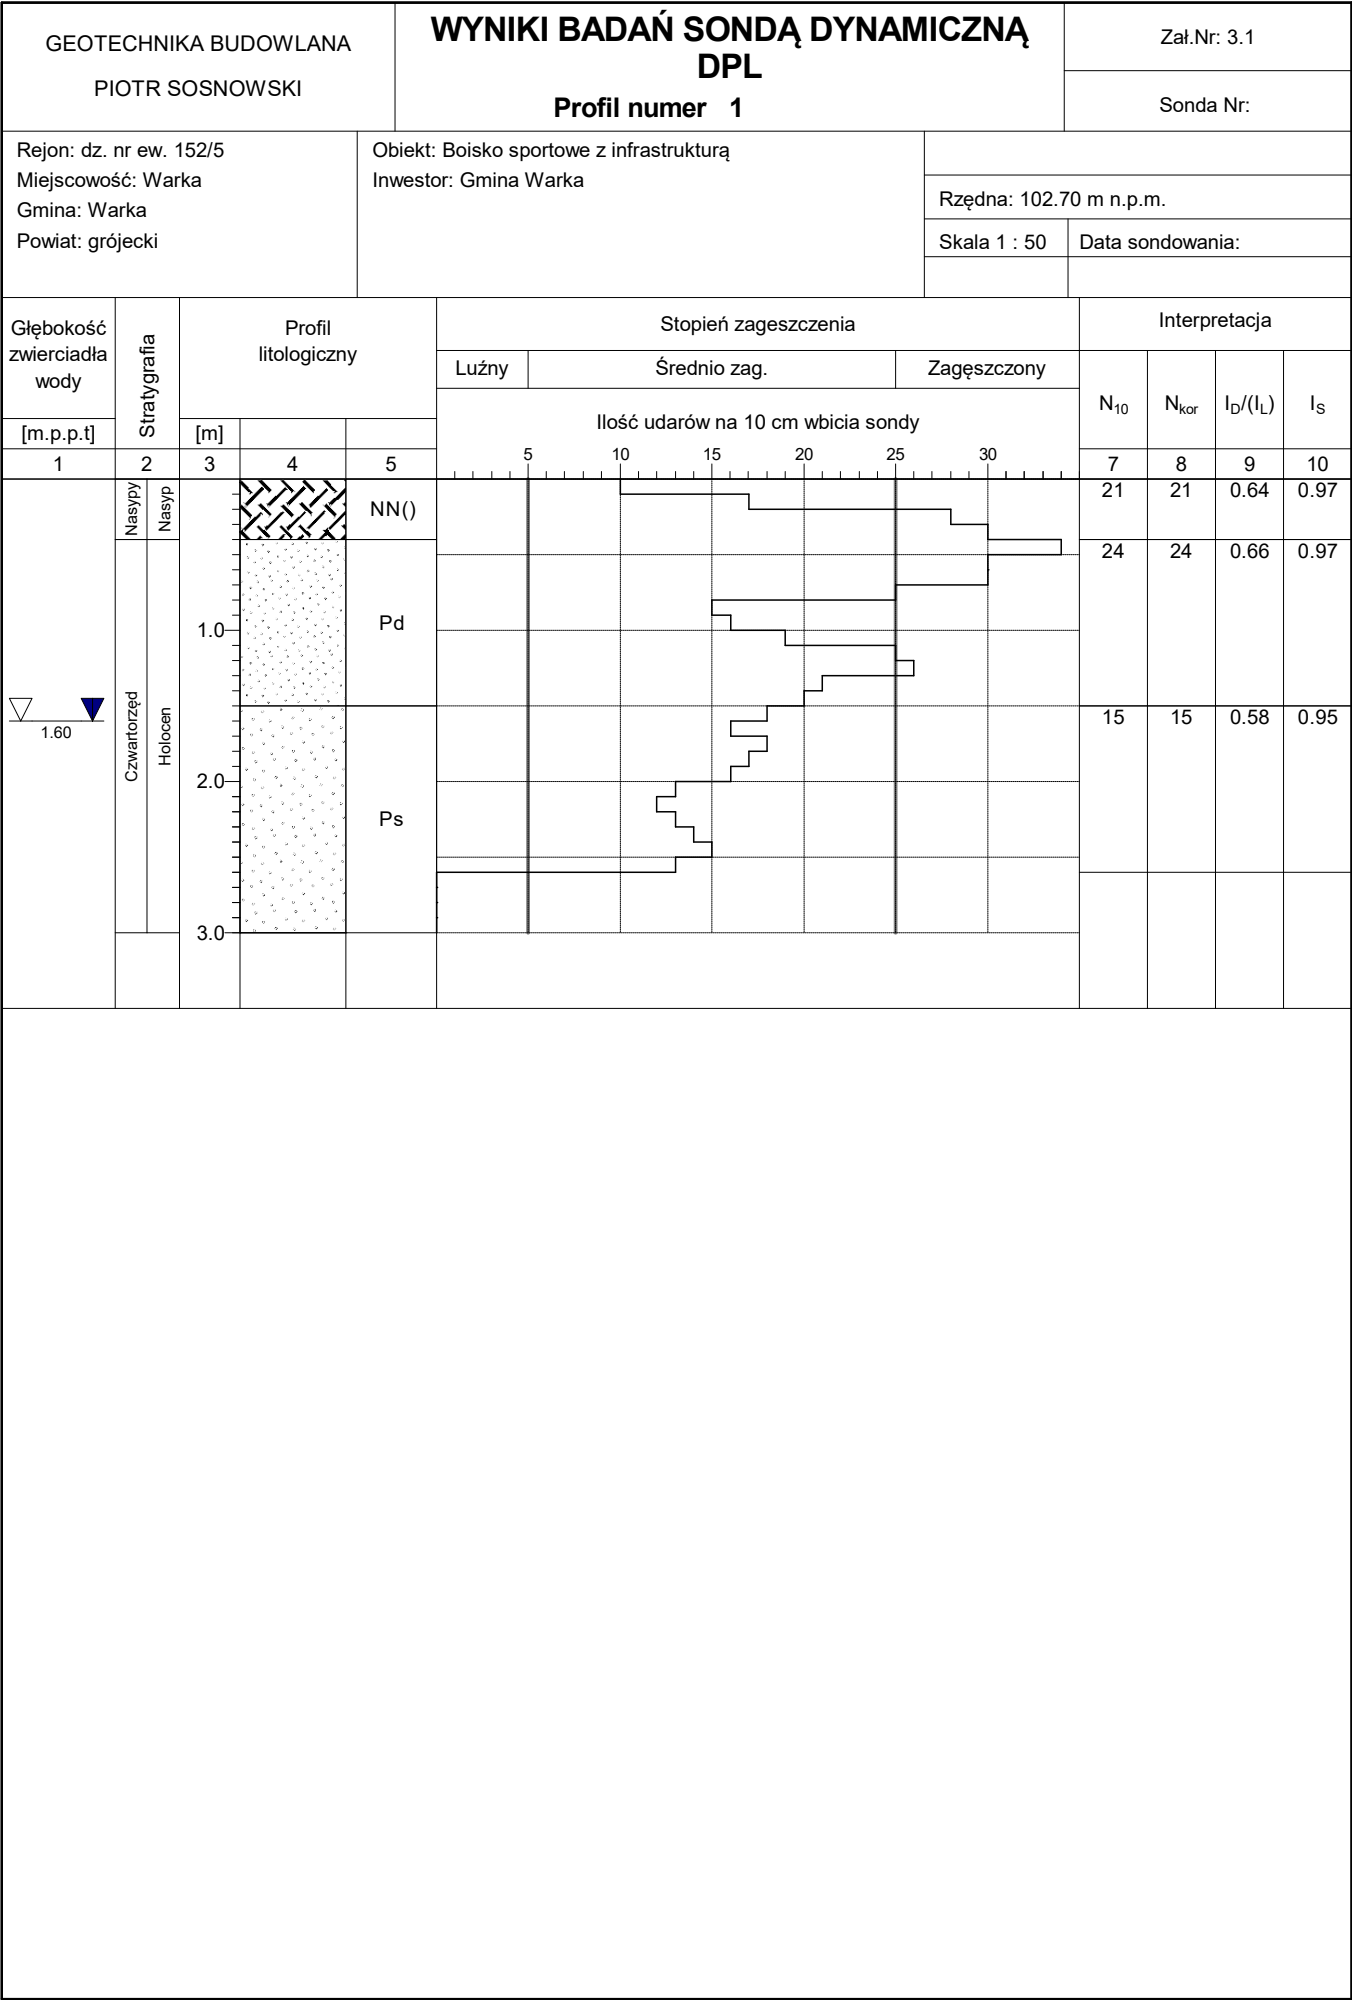 GEOTECHNIKA BUDOWLANA
PIOTR SOSNOWSKI
WYNIKI BADAŃ SONDĄ DYNAMICZNĄ
DPL
Profil numer 1
Zał.Nr: 3.1
Sonda Nr:
Rejon: dz. nr ew. 152/5
Miejscowość: Warka
Gmina: Warka
Powiat: grójecki
Obiekt: Boisko sportowe z infrastrukturą
Inwestor: Gmina Warka
Rzędna: 102.70 m n.p.m.
Skala 1 : 50
Data sondowania:
Głębokość
zwierciadła
wody
[m.p.p.t]
Stratygrafia
Profil
litologiczny
[m]
Stopień zageszczenia
Luźny
Średnio zag.
Zagęszczony
Ilość udarów na 10 cm wbicia sondy
5 10 15 20 25 30
Interpretacja
N10 Nkor ID/(IL) IS
1 2 3 4 5 7 8 9 10
Nasypy
Nasyp
NN()
21 21 0.64 0.97
24 24 0.66 0.97
Pd
1.0
1.60
Czwartorzęd
Holocen
15 15 0.58 0.95
2.0
Ps
3.0